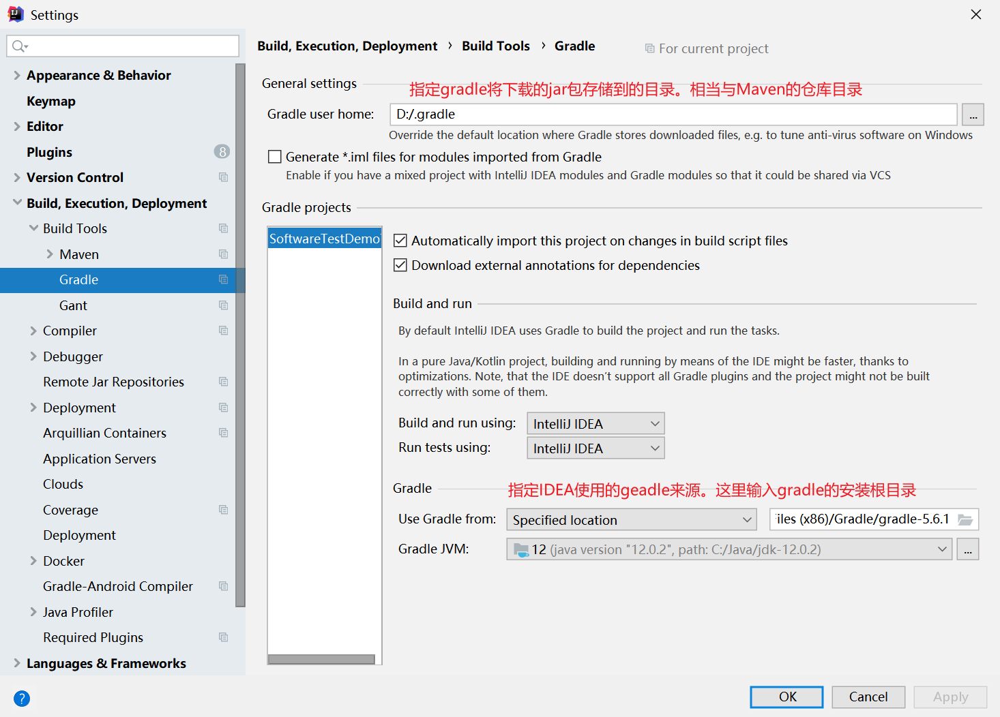 Settings
Build, Execution, Deployment › Build Tools › Gradle
For current project
Appearance & Behavior
Keymap
Editor
Plugins
8
Version Control
Build, Execution, Deployment
Build Tools
Maven
Gradle
Gant
Compiler
Debugger
Remote Jar Repositories
Deployment
Arquillian Containers
Application Servers
Clouds
Coverage
Deployment
Docker
Gradle-Android Compiler
Java Profiler
Required Plugins
Languages & Frameworks
General settings
指定gradle将下载的jar包存储到的目录。相当与Maven的仓库目录
Gradle user home:
D:/.gradle
...
Override the default location where Gradle stores downloaded files, e.g. to tune anti-virus software on Windows
Generate *.iml files for modules imported from Gradle
Enable if you have a mixed project with IntelliJ IDEA modules and Gradle modules so that it could be shared via VCS
Gradle projects
SoftwareTestDemo
Automatically import this project on changes in build script files
Download external annotations for dependencies
Build and run
By default IntelliJ IDEA uses Gradle to build the project and run the tasks.
In a pure Java/Kotlin project, building and running by means of the IDE might be faster, thanks to
optimizations. Note, that the IDE doesn't support all Gradle plugins and the project might not be built
correctly with some of them.
Build and run using:
IntelliJ IDEA
Run tests using:
IntelliJ IDEA
Gradle
指定IDEA使用的geadle来源。这里输入gradle的安装根目录
Use Gradle from:
Specified location
iles (x86)/Gradle/gradle-5.6.1
Gradle JVM:
12 (java version "12.0.2", path: C:/Java/jdk-12.0.2)
...
?
OK
Cancel
Apply